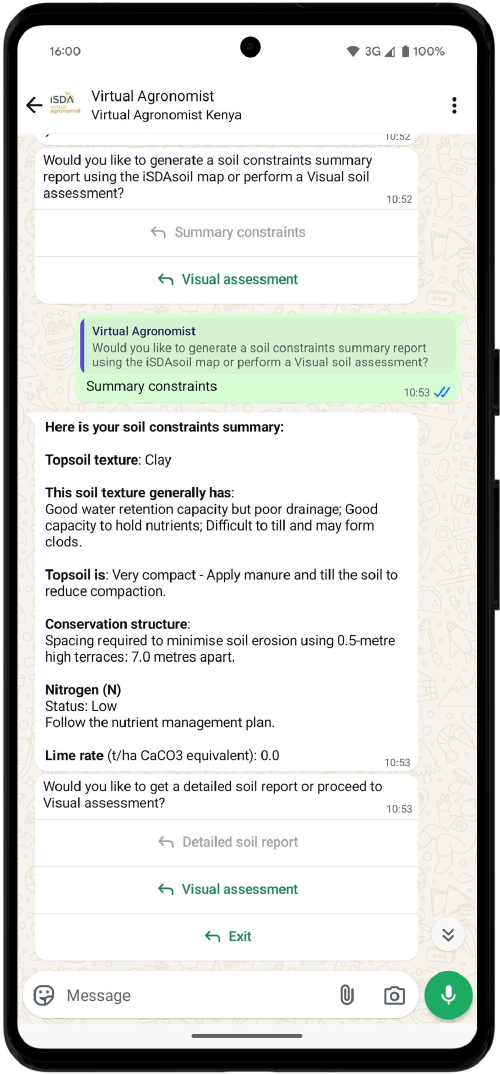 16:00
3G
100%
iSDA
virtual
agronomist
Virtual Agronomist
Virtual Agronomist Kenya
10:52
Would you like to generate a soil constraints summary
report using the iSDAsoil map or perform a Visual soil
assessment?
10:52
Summary constraints
Visual assessment
Virtual Agronomist
Would you like to generate a soil constraints summary report
using the iSDAsoil map or perform a Visual soil assessment?
Summary constraints
10:53
Here is your soil constraints summary:
Topsoil texture: Clay
This soil texture generally has:
Good water retention capacity but poor drainage; Good
capacity to hold nutrients; Difficult to till and may form
clods.
Topsoil is: Very compact - Apply manure and till the soil to
reduce compaction.
Conservation structure:
Spacing required to minimise soil erosion using 0.5-metre
high terraces: 7.0 metres apart.
Nitrogen (N)
Status: Low
Follow the nutrient management plan.
Lime rate (t/ha CaCO3 equivalent): 0.0
10:53
Would you like to get a detailed soil report or proceed to
Visual assessment?
10:53
Detailed soil report
Visual assessment
Exit
Message